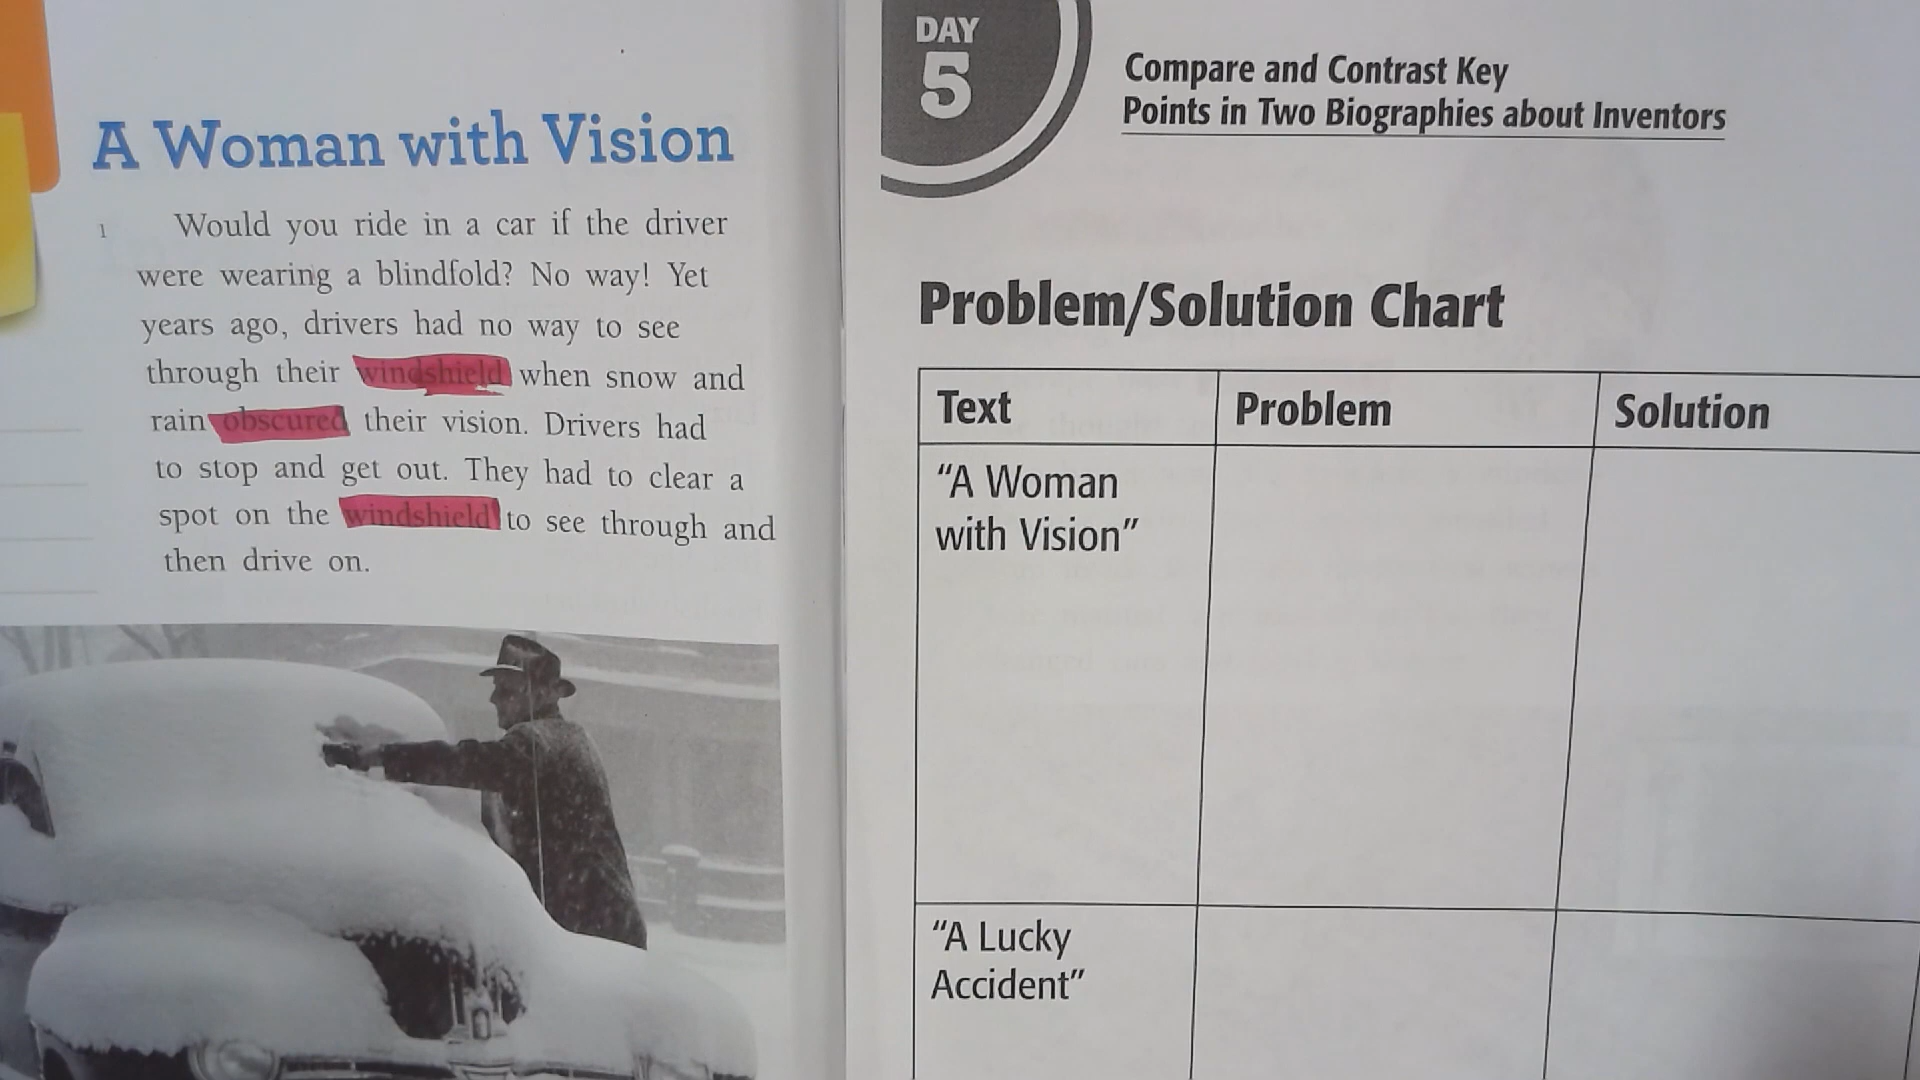 A Woman with Vision
1 Would you ride in a car if the driver
were wearing a blindfold? No way! Yet
years ago, drivers had no way to see
through their windshield when snow and
rain obscured their vision. Drivers had
to stop and get out. They had to clear a
spot on the windshield to see through and
then drive on.
DAY
5
Compare and Contrast Key
Points in Two Biographies about Inventors
Problem/Solution Chart
Text Problem Solution
“A Woman
with Vision”
“A Lucky
Accident”